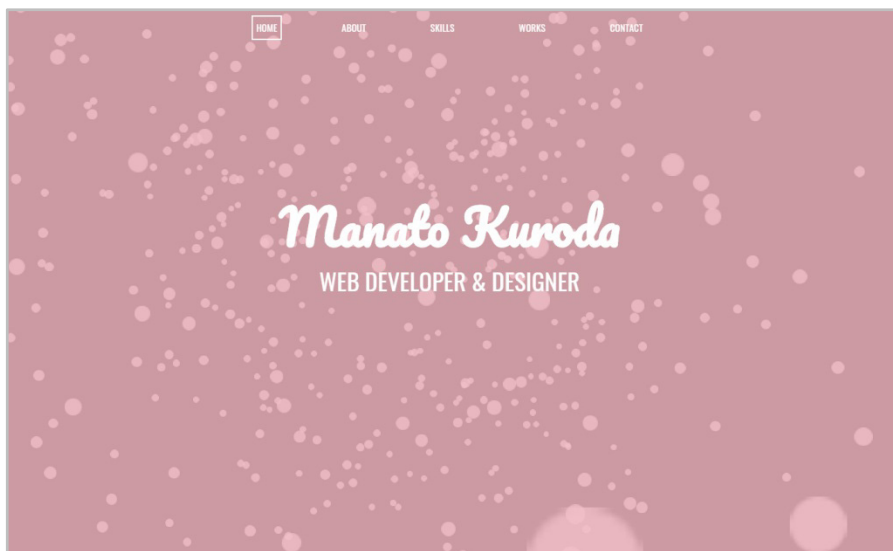 HOME ABOUT SKILLS WORKS CONTACT
Manato Kuroda
WEB DEVELOPER & DESIGNER